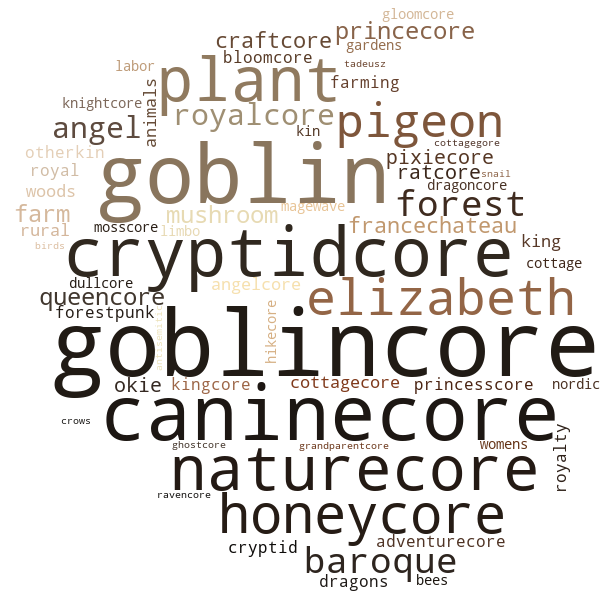 gloomcore
princecore
craftcore
gardens
bloomcore
tadeusz
labor
plant
farming
animals
knightcore
royalcore
pigeon
angel
kin
cottagegore
otherkin
goblin
pixiecore
royal
ratcore
snail
dragoncore
woods
forest
magewave
farm
mushroom
francechateau
rural
mosscore
limbo
birds
cryptidcore
king
cottage
dullcore
angelcore
queencore
elizabeth
forestpunk
antisemitic
hikecore
goblincore
okie
kingcore
cottagecore
princesscore
nordic
caninecore
crows
ghostcore
grandparentcore
womens
royalty
naturecore
ravencore
honeycore
cryptid
adventurecore
baroque
dragons
bees